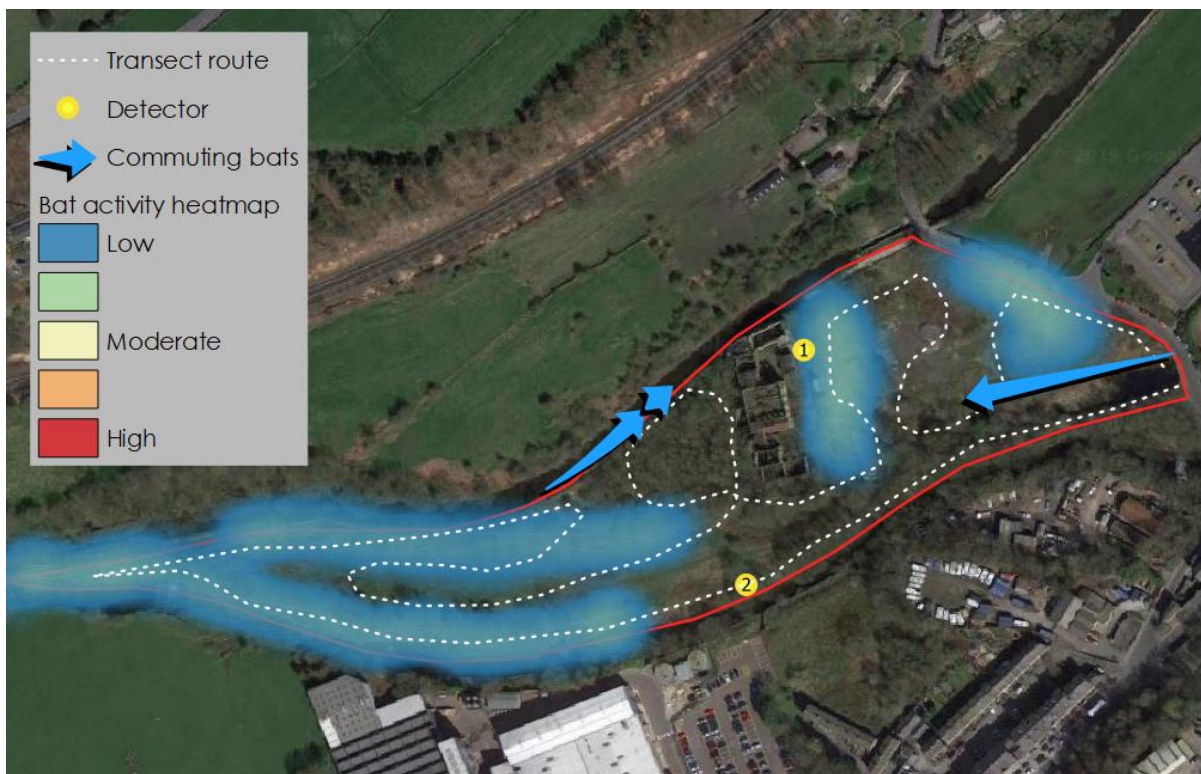 Transect route
Detector
Commuting bats
Bat activity heatmap
Low
Moderate
High
1
2